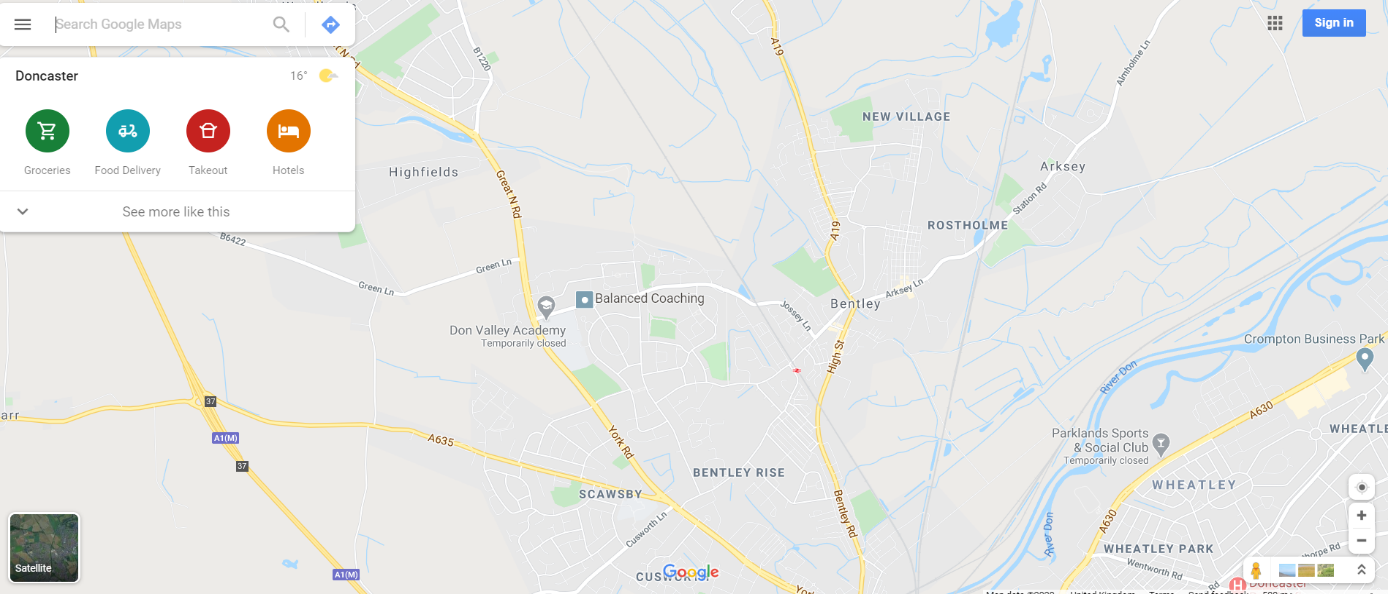 Search Google Maps
Sign in
Doncaster
16°
Groceries
Food Delivery
Takeout
Hotels
See more like this
B1220
A19
Almholme Ln
NEW VILLAGE
Highfields
Great N Rd
Arksey
Station Rd
ROSTHOLME
A19
B6422
Green Ln
Green Ln
Balanced Coaching
Jossey Ln
Bentley
Arksey Ln
Don Valley Academy
Temporarily closed
High St
Crompton Business Park
River Don
37
A1(M)
A635
York Rd
A630
Parklands Sports
& Social Club
Temporarily closed
37
BENTLEY RISE
WHEATLEY
SCAWSBY
Bentley Rd
Cusworth Ln
River Don
A630
WHEATLEY PARK
Wentworth Rd
Satellite
A1(M)
Google
H
Doncaster